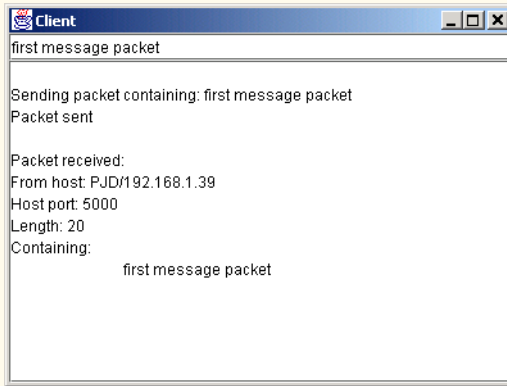 Client
first message packet
Sending packet containing: first message packet
Packet sent
Packet received:
From host: PJD/192.168.1.39
Host port: 5000
Length: 20
Containing:
first message packet